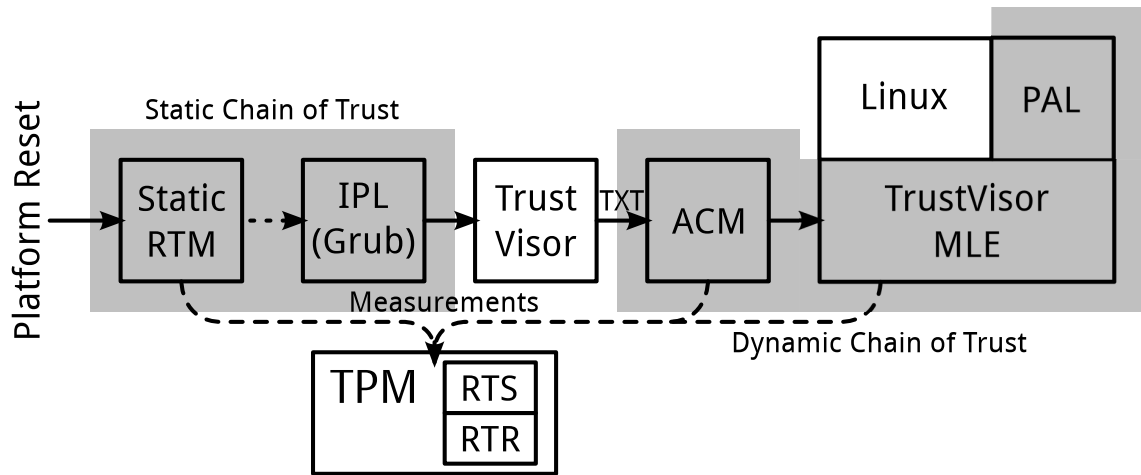 Platform Reset
Static Chain of Trust
Static
RTM
IPL
(Grub)
Trust
Visor
TXT
ACM
Linux
PAL
TrustVisor
MLE
Measurements
Dynamic Chain of Trust
TPM
RTS
RTR